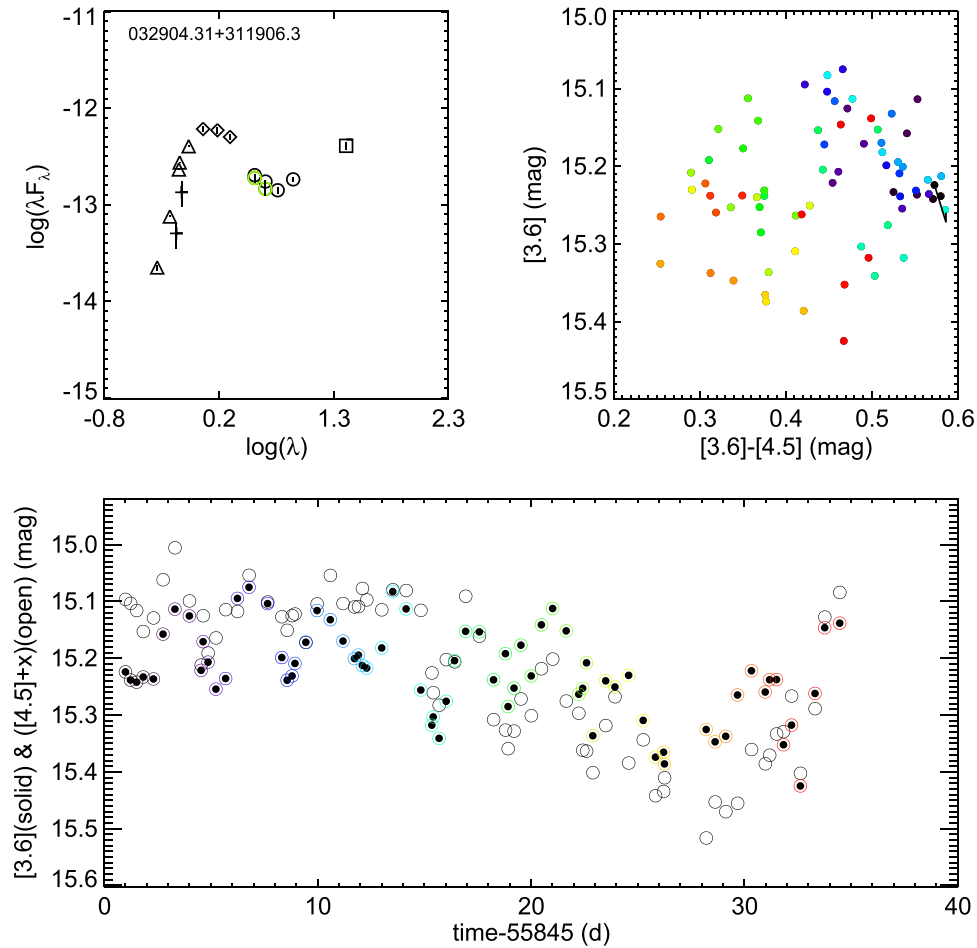 032904.31+311906.3
-11
-12
-13
-14
-15
log(λFλ)
-0.8 0.2 1.3 2.3
log(λ)
15.0
15.1
15.2
15.3
15.4
15.5
[3.6] (mag)
0.2 0.3 0.4 0.5 0.6
[3.6]-[4.5] (mag)
15.0
15.1
15.2
15.3
15.4
15.5
15.6
[3.6](solid) & ([4.5]+x)(open) (mag)
0 10 20 30 40
time-55845 (d)